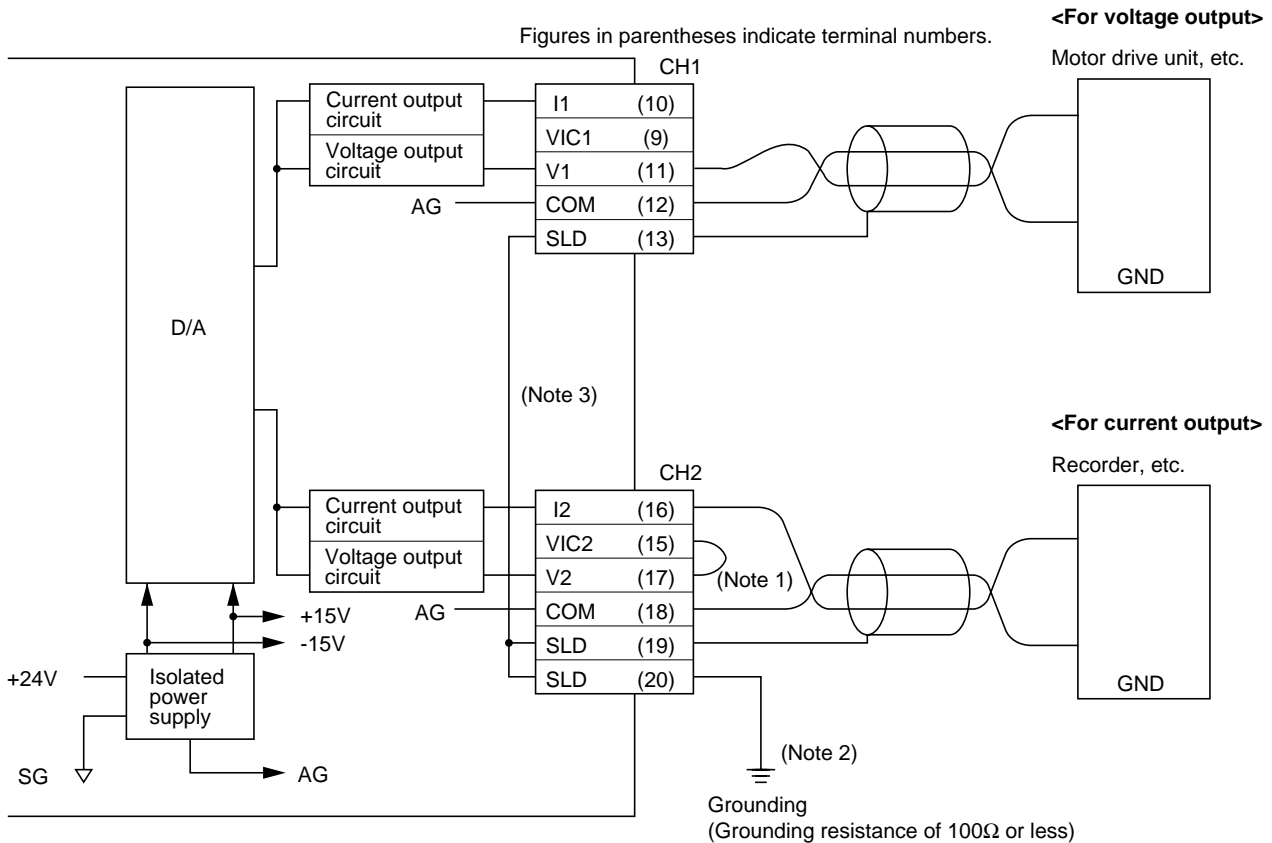 Figures in parentheses indicate terminal numbers.
<For voltage output>
Motor drive unit, etc.
CH1
Current output
circuit
Voltage output
circuit
I1 (10)
VIC1 (9)
V1 (11)
AG
COM (12)
SLD (13)
GND
D/A
(Note 3)
<For current output>
Recorder, etc.
CH2
Current output
circuit
Voltage output
circuit
I2 (16)
VIC2 (15)
V2 (17)
(Note 1)
AG
COM (18)
SLD (19)
SLD (20)
GND
+15V
-15V
+24V
Isolated
power
supply
SG
AG
(Note 2)
Grounding
(Grounding resistance of 100Ω or less)